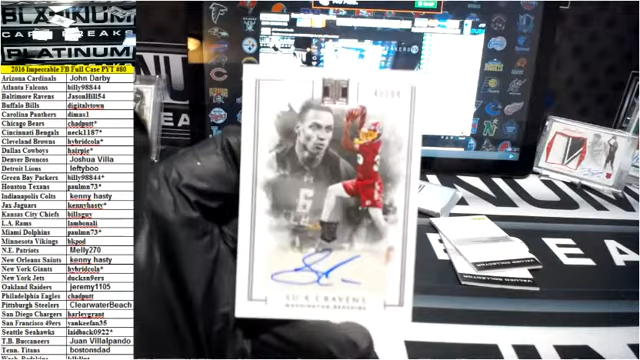 PLATINUM
PLATINUM
2016 Impeccable FB Full Case PYT #80
Arizona Cardinals John Darby
Atlanta Falcons billy98844
Baltimore Ravens JasonHill54
Buffalo Bills digitalytown
Carolina Panthers dimas1
Chicago Bears chadputt*
Cincinnati Bengals neck1187*
Cleveland Browns hybridcola*
Dallas Cowboys hairpie*
Denver Broncos Joshua Villa
Detroit Lions leftyboo
Green Bay Packers billy98844*
Houston Texans paulmn73*
Indianapolis Colts kenny hasty
Jax Jaguars kennyhasty*
Kansas City Chiefs billsguy
L.A. Rams lambonali
Miami Dolphins paulmn73*
Minnesota Vikings bkpod
N.E. Patriots Melly270
New Orleans Saints kenny hasty
New York Giants hybridcola*
New York Jets ducksn9ers
Oakland Raiders jeremy1105
Philadelphia Eagles chadputt
Pittsburgh Steelers ClearwaterBeach
San Diego Chargers harleygrant
San Francisco 49ers yankeefan35
Seattle Seahawks laidback0922*
T.B. Buccaneers Juan Villalpando
Tenn. Titans bostonsdad
SU'A CRAVENS
WASHINGTON REDSKINS